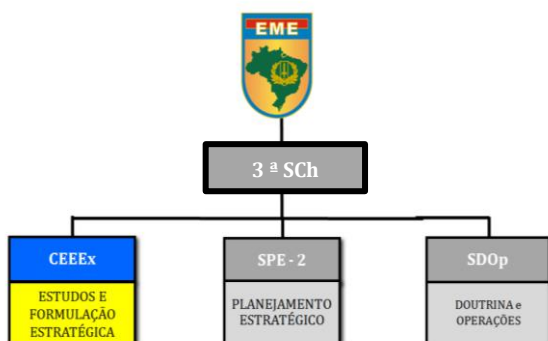 EME
3 ª SCh
CEEEx
ESTUDOS E
FORMULAÇÃO
ESTRATÉGICA
SPE - 2
PLANEJAMENTO
ESTRATÉGICO
SDOp
DOUTRINA e
OPERAÇÕES